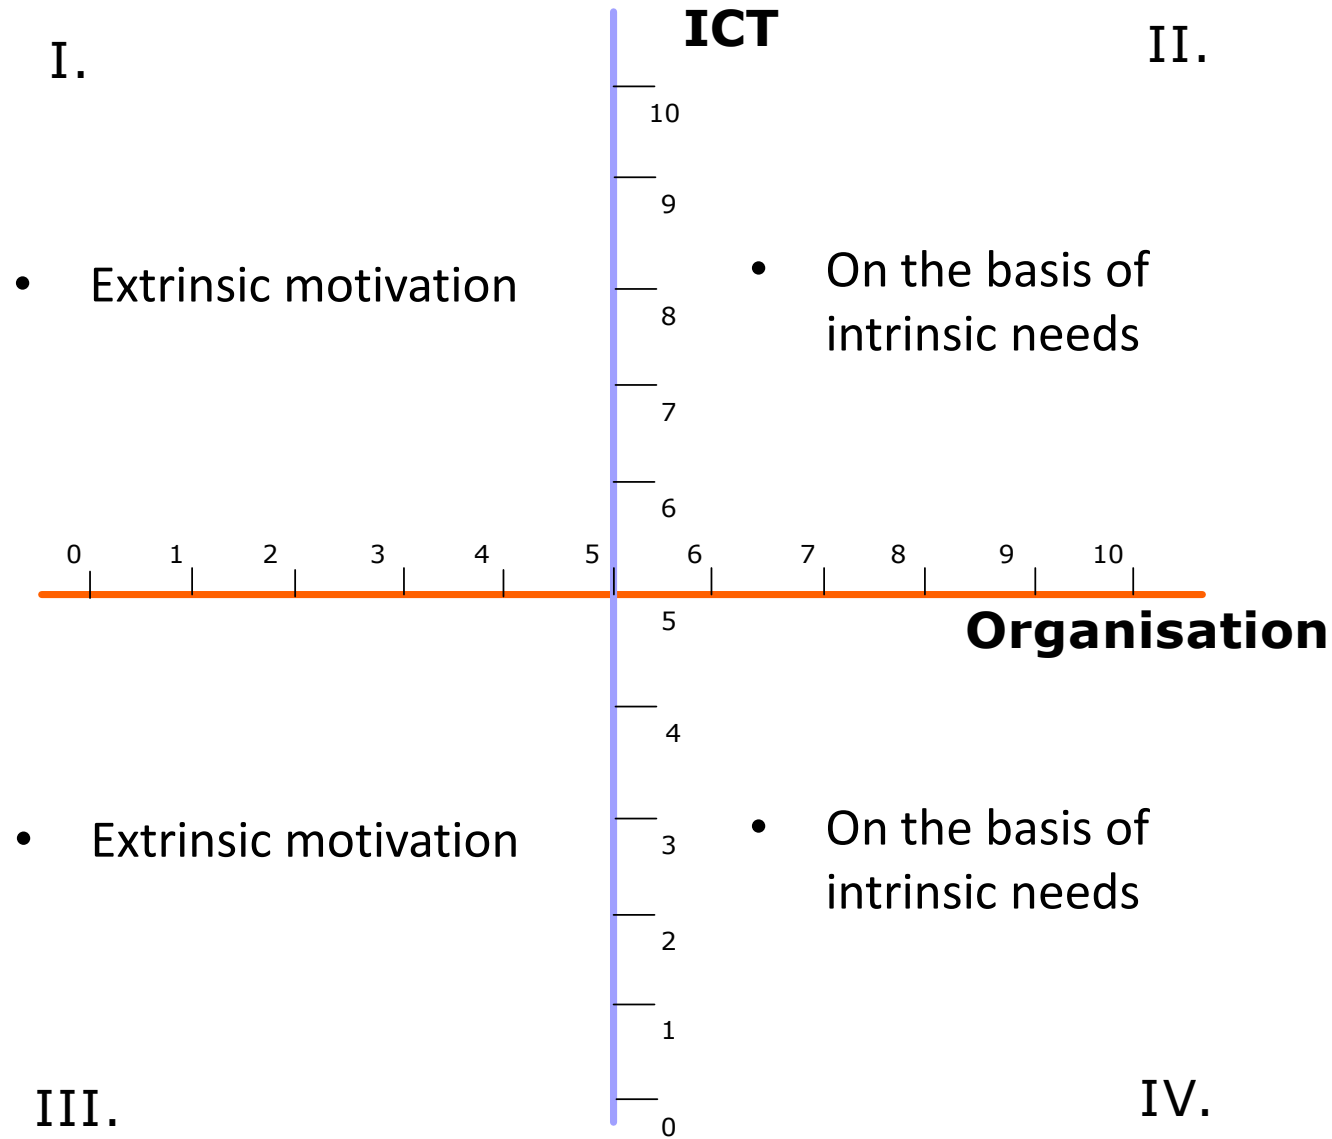 ICT
I.
II.
10
9
• Extrinsic motivation
• On the basis of
intrinsic needs
8
7
6
0 1 2 3 4 5 6 7 8 9 10
5
Organisation
4
• Extrinsic motivation
• On the basis of
intrinsic needs
3
2
1
III.
IV.
0